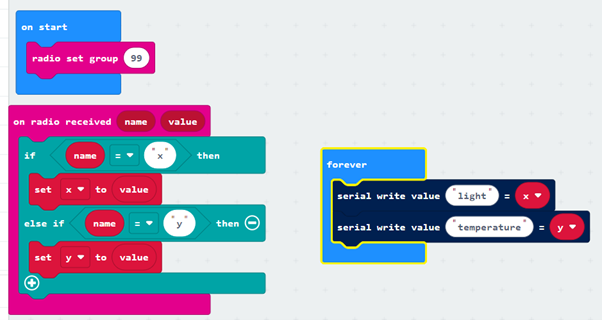 on start
radio set group 99
on radio received name value
if name = "x" then
set x to value
else if name = "y" then
set y to value
forever
serial write value "light" = x
serial write value "temperature" = y